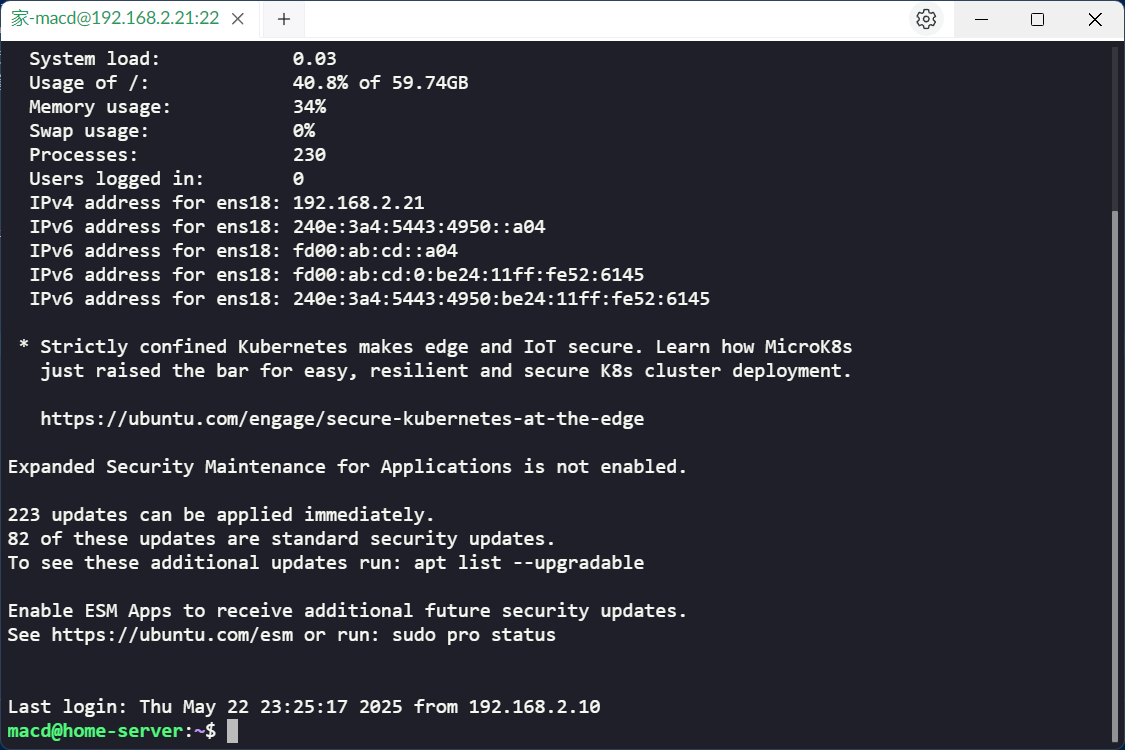 家-macd@192.168.2.21:22
System load: 0.03
Usage of /: 40.8% of 59.74GB
Memory usage: 34%
Swap usage: 0%
Processes: 230
Users logged in: 0
IPv4 address for ens18: 192.168.2.21
IPv6 address for ens18: 240e:3a4:5443:4950::a04
IPv6 address for ens18: fd00:ab:cd::a04
IPv6 address for ens18: fd00:ab:cd:0:be24:11ff:fe52:6145
IPv6 address for ens18: 240e:3a4:5443:4950:be24:11ff:fe52:6145
* Strictly confined Kubernetes makes edge and IoT secure. Learn how MicroK8s
just raised the bar for easy, resilient and secure K8s cluster deployment.
https://ubuntu.com/engage/secure-kubernetes-at-the-edge
Expanded Security Maintenance for Applications is not enabled.
223 updates can be applied immediately.
82 of these updates are standard security updates.
To see these additional updates run: apt list --upgradable
Enable ESM Apps to receive additional future security updates.
See https://ubuntu.com/esm or run: sudo pro status
Last login: Thu May 22 23:25:17 2025 from 192.168.2.10
macd@home-server:~$